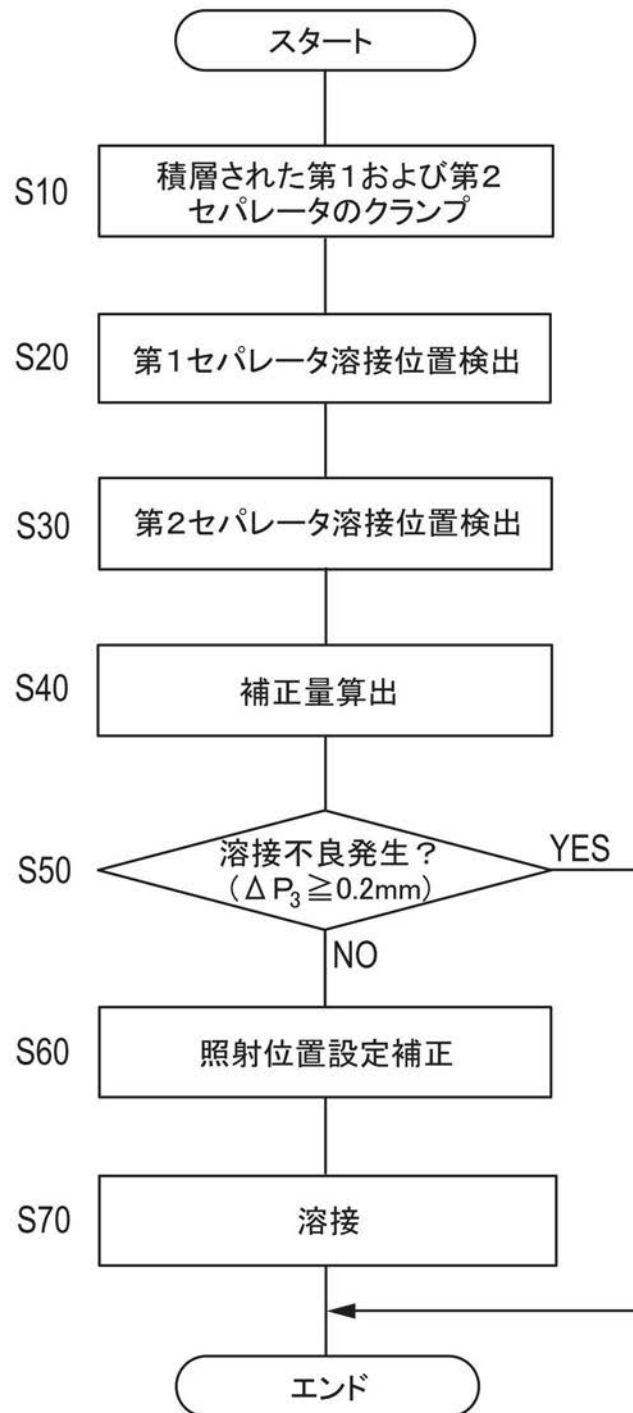 スタート
S10
積層された第1および第2
セパレータのクランプ
S20
第1セパレータ溶接位置検出
S30
第2セパレータ溶接位置検出
S40
補正量算出
S50
溶接不良発生？
(ΔP₃≧0.2mm)
YES
NO
S60
照射位置設定補正
S70
溶接
エンド